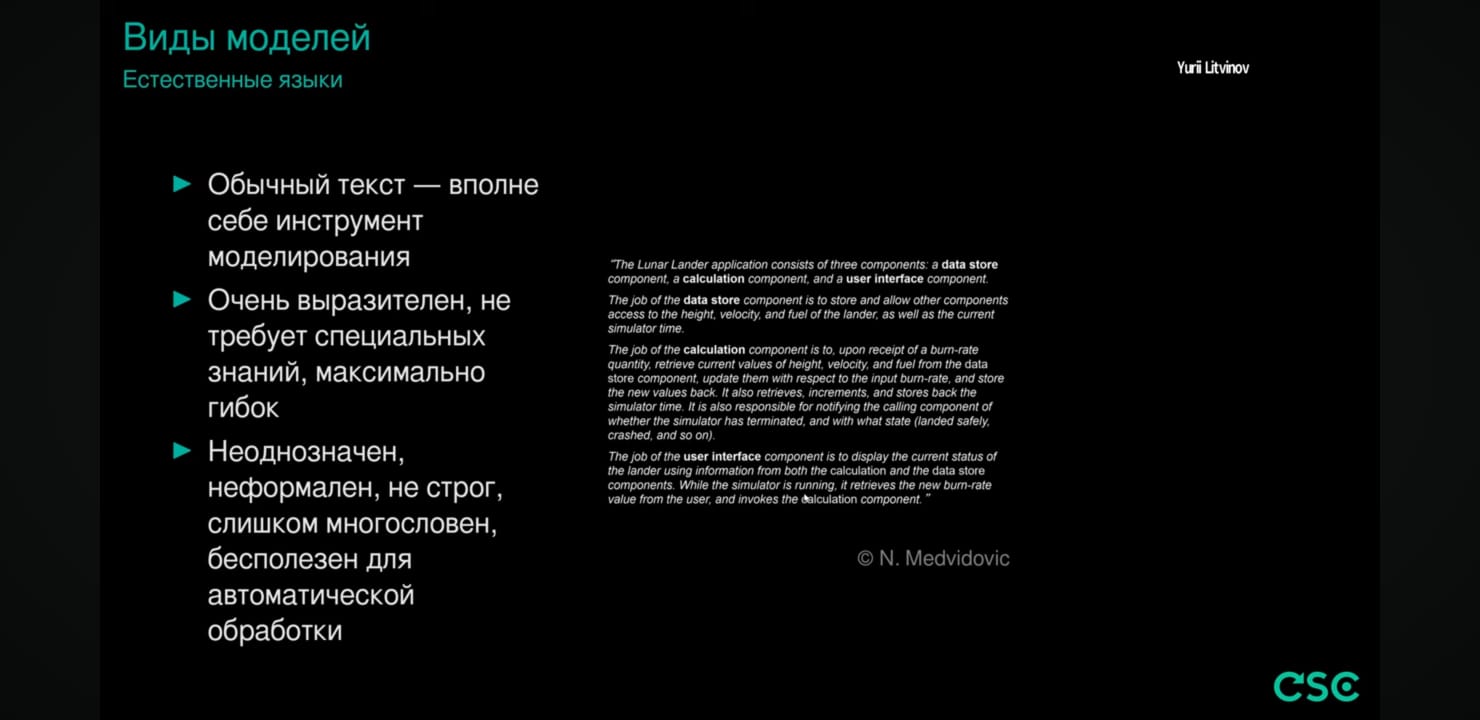 Виды моделей
Естественные языки
Yurii Litvinov
► Обычный текст — вполне
себе инструмент
моделирования
► Очень выразителен, не
требует специальных
знаний, максимально
гибок
► Неоднозначен,
неформален, не строг,
слишком многословен,
бесполезен для
автоматической
обработки
"The Lunar Lander application consists of three components: a data store
component, a calculation component, and a user interface component.
The job of the data store component is to store and allow other components
access to the height, velocity, and fuel of the lander, as well as the current
simulator time.
The job of the calculation component is to, upon receipt of a burn-rate
quantity, retrieve current values of height, velocity, and fuel from the data
store component, update them with respect to the input burn-rate, and store
the new values back. It also retrieves, increments, and stores back the
simulator time. It is also responsible for notifying the calling component of
whether the simulator has terminated, and with what state (landed safely,
crashed, and so on).
The job of the user interface component is to display the current status of
the lander using information from both the calculation and the data store
components. While the simulator is running, it retrieves the new burn-rate
value from the user, and invokes the calculation component."
© N. Medvidovic
CSC